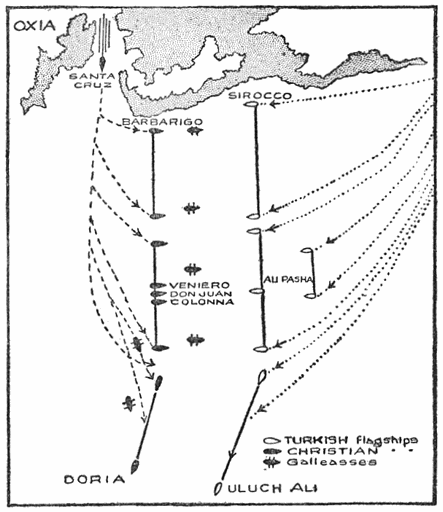 OXIA
SANTA
CRUZ
SIROCCO
BARBARIGO
VENIERO
DON JUAN
COLONNA
ALI PASHA
TURKISH flagships
CHRISTIAN " "
Galleasses
DORIA
ULUCH ALI